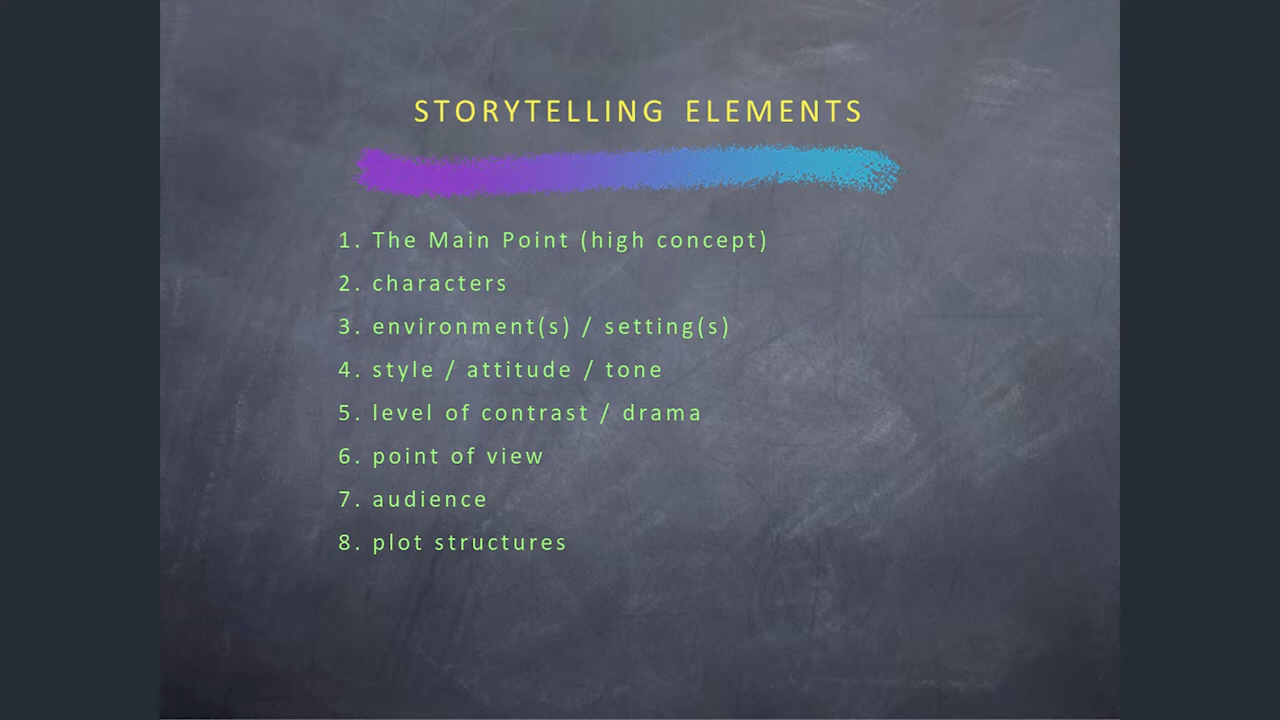 STORYTELLING ELEMENTS
1. The Main Point (high concept)
2. characters
3. environment(s) / setting(s)
4. style / attitude / tone
5. level of contrast / drama
6. point of view
7. audience
8. plot structures